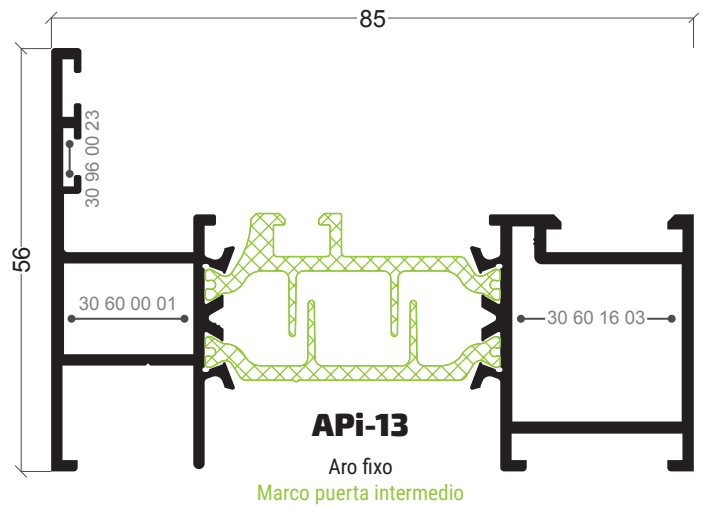 85
56
30 96 00 23
30 60 00 01
30 60 16 03
APi-13
Aro fixo
Marco puerta intermedio